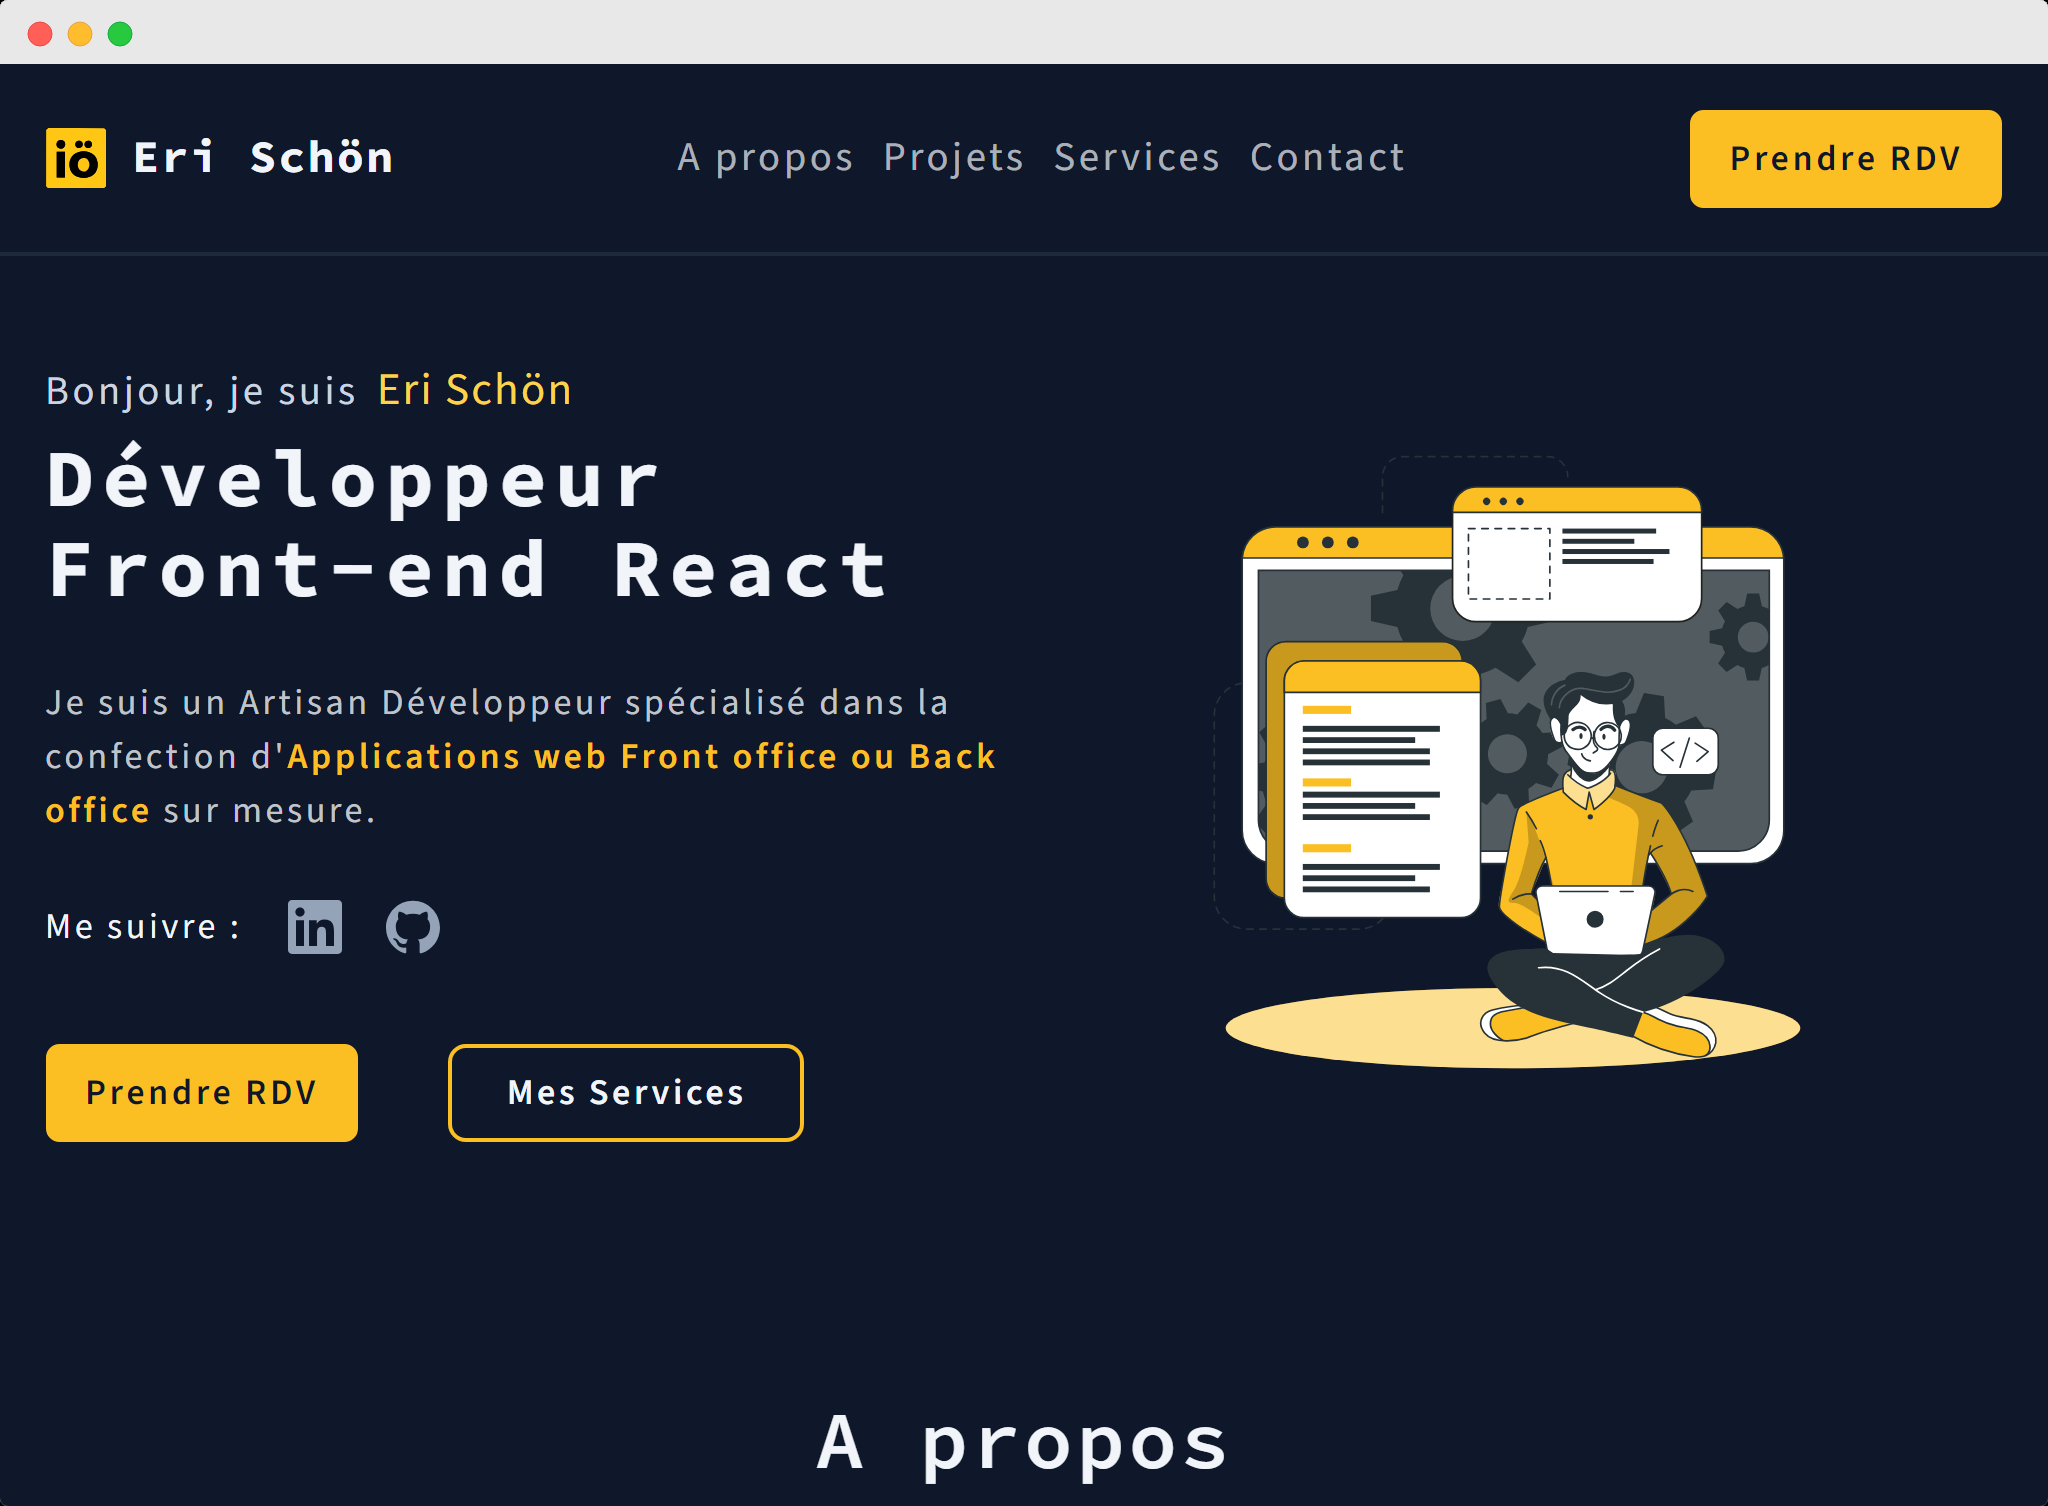 iö Eri Schön
A propos Projets Services Contact
Prendre RDV
Bonjour, je suis Eri Schön
Développeur
Front-end React
Je suis un Artisan Développeur spécialisé dans la
confection d'Applications web Front office ou Back
office sur mesure.
Me suivre : in
Prendre RDV
Mes Services
</>
A propos